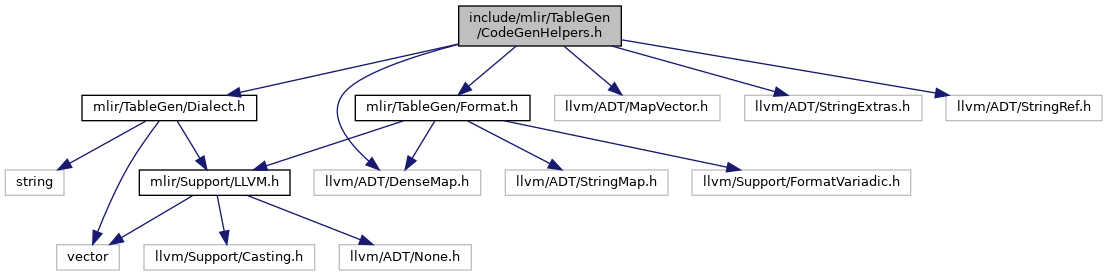 include/mlir/TableGen
/CodeGenHelpers.h
mlir/TableGen/Dialect.h
mlir/TableGen/Format.h
llvm/ADT/MapVector.h
llvm/ADT/StringExtras.h
llvm/ADT/StringRef.h
string
mlir/Support/LLVM.h
llvm/ADT/DenseMap.h
llvm/ADT/StringMap.h
llvm/Support/FormatVariadic.h
vector
llvm/Support/Casting.h
llvm/ADT/None.h